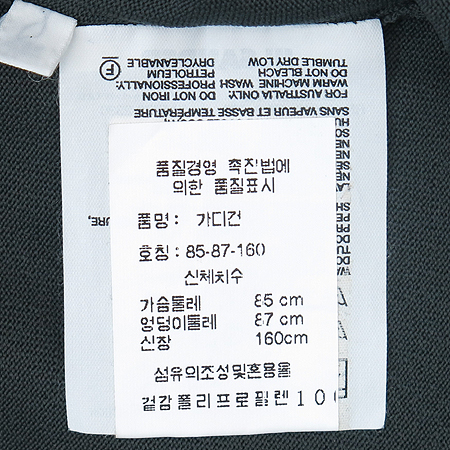 품질경영 촉진법에
의한 품질표시
품명: 가디건
호칭: 85-87-160
신체치수
가슴둘레 85 cm
엉덩이둘레 87 cm
신장 160cm
섬유의조성및혼용율
겉감폴리프로필렌10
SANS VAPEUR ET BASSE TEMPÉRATURE
FOR AUSTRALIA ONLY: DO NOT IRON
WARM MACHINE WASH PROFESSIONALLY:
DO NOT BLEACH PETROLEUM
TUMBLE DRY LOW DRYCLEANABLE
F